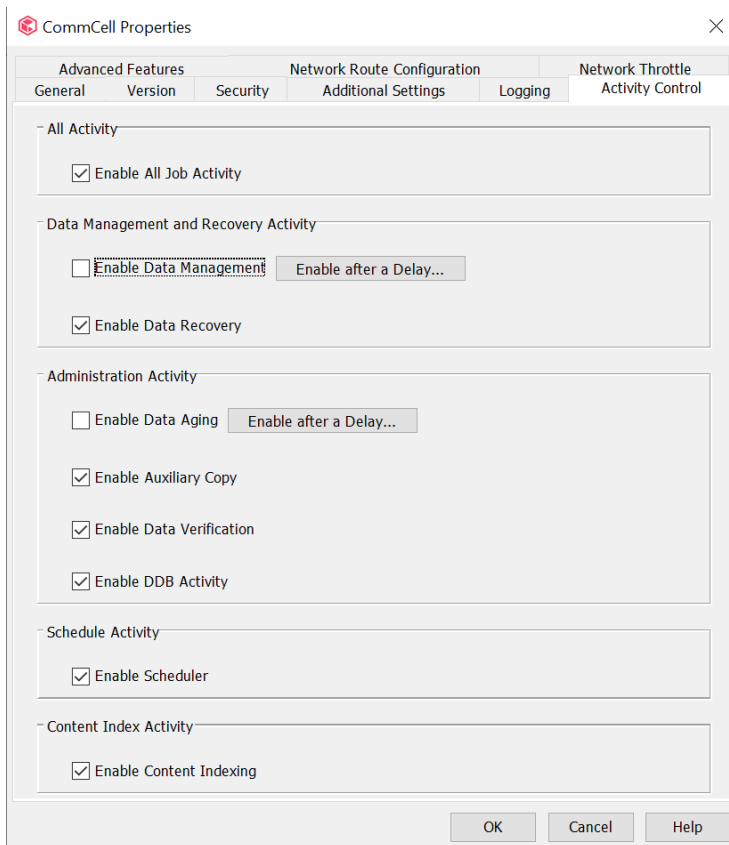 CommCell Properties
Advanced Features Network Route Configuration Network Throttle
General Version Security Additional Settings Logging Activity Control
All Activity
Enable All Job Activity
Data Management and Recovery Activity
Enable Data Management Enable after a Delay...
Enable Data Recovery
Administration Activity
Enable Data Aging Enable after a Delay...
Enable Auxiliary Copy
Enable Data Verification
Enable DDB Activity
Schedule Activity
Enable Scheduler
Content Index Activity
Enable Content Indexing
OK Cancel Help